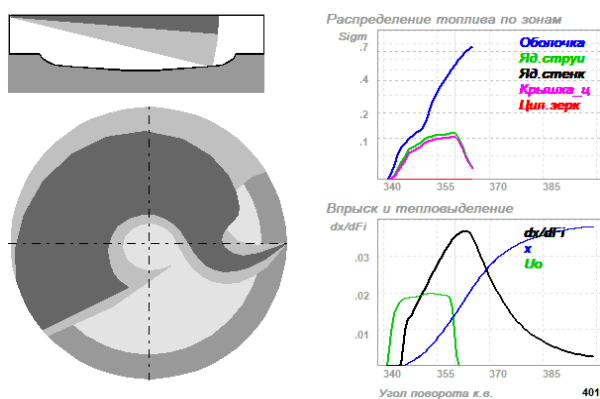 Распределение топлива по зонам
Sigm
.7
.4
.2
.1
Оболочка
Яд.струи
Яд.стенк
Крышка_ц
Цил.зерк
340 355 370 385
Впрыск и тепловыделение
dx/dFi
.03
.02
.01
dx/dFi
x
Uo
340 355 370 385
Угол поворота к.в. 401